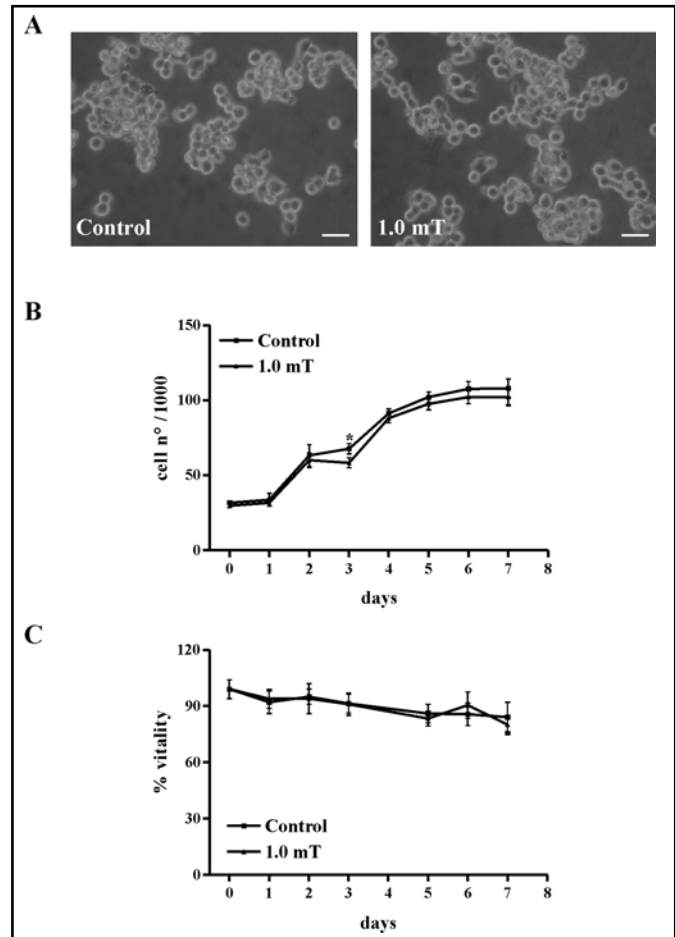 A
Control
1.0 mT
B
150
100
50
0
cell n° /1000
Control
1.0 mT
*
0 1 2 3 4 5 6 7 8
days
C
120
90
60
30
0
% vitality
Control
1.0 mT
0 1 2 3 4 5 6 7 8
days